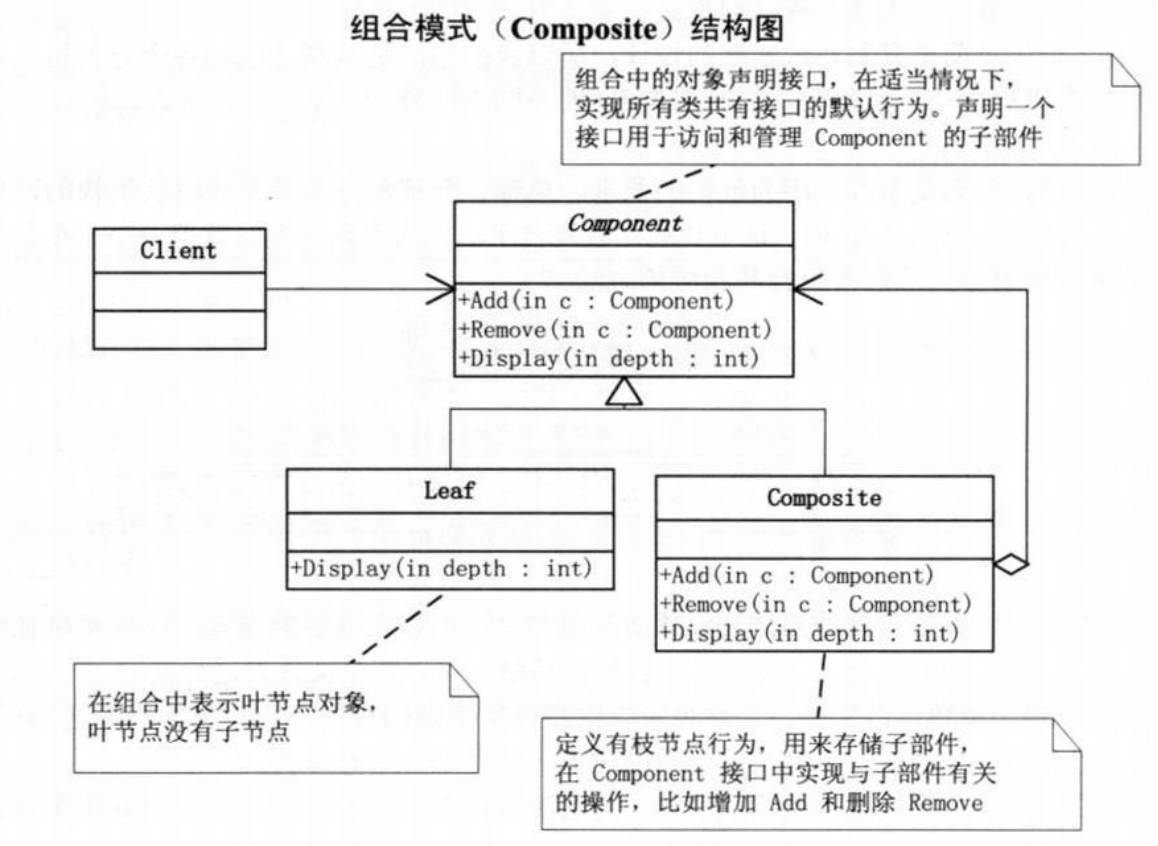 组合模式（Composite）结构图
组合中的对象声明接口，在适当情况下，
实现所有类共有接口的默认行为。声明一个
接口用于访问和管理 Component 的子部件
Component
+Add(in c : Component)
+Remove(in c : Component)
+Display(in depth : int)
Client
Leaf
+Display(in depth : int)
Composite
+Add(in c : Component)
+Remove(in c : Component)
+Display(in depth : int)
在组合中表示叶节点对象，
叶节点没有子节点
定义有枝节点行为，用来存储子部件，
在 Component 接口中实现与子部件有关
的操作，比如增加 Add 和删除 Remove